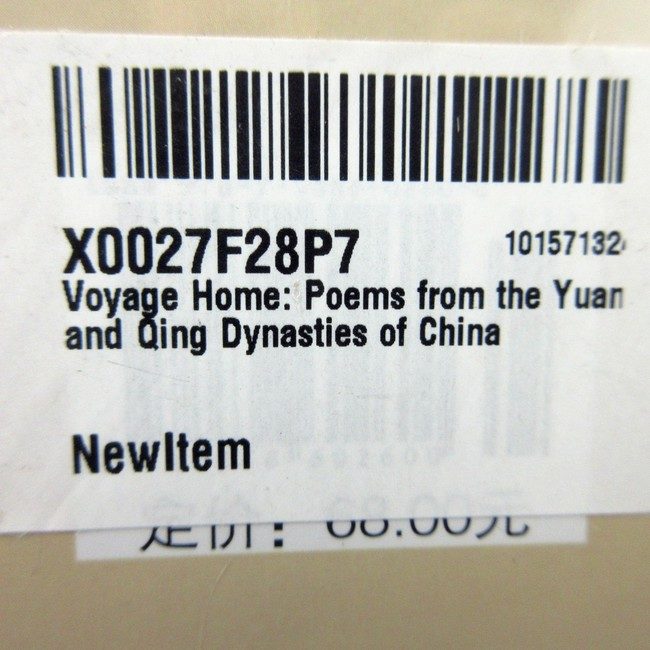 X0027F28P7
10157132
Voyage Home: Poems from the Yuan
and Qing Dynasties of China
NewItem
定价: 68.00元